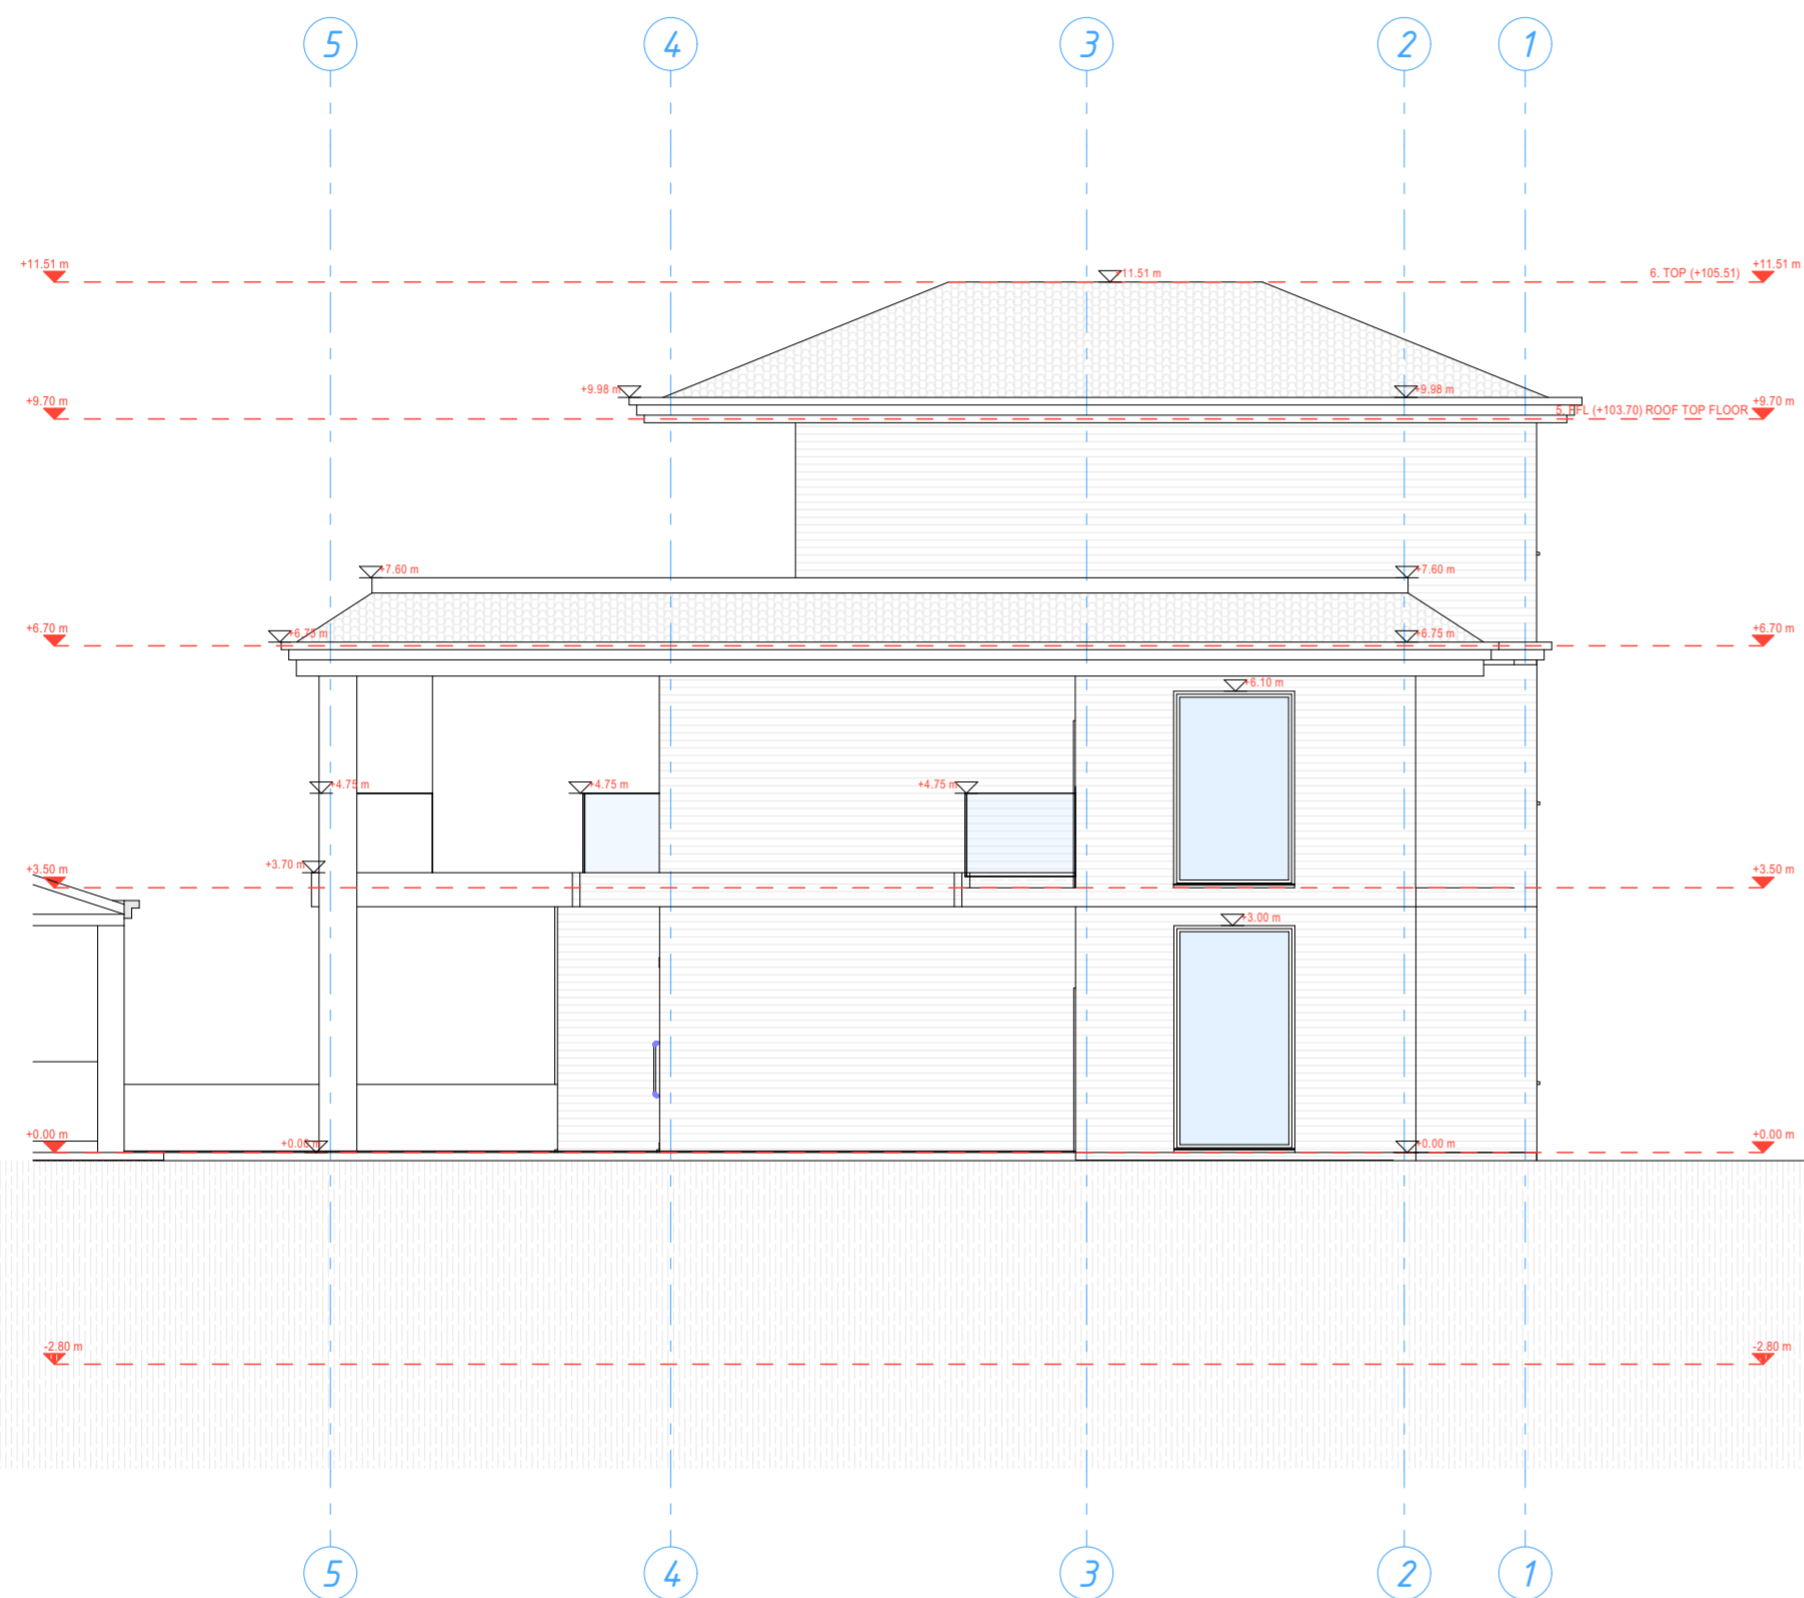 5 4 3 2 1
+11.51 m +11.51 m 6. TOP (+105.51) +11.51 m
+9.98 m +9.98 m
+9.70 m 5. FFL (+103.70) ROOF TOP FLOOR +9.70 m
+7.60 m +7.60 m
+6.70 m +6.75 m +6.75 m +6.70 m
+6.10 m
+4.75 m +4.75 m +4.75 m
+3.70 m
+3.50 m +3.50 m
+3.00 m
+0.00 m +0.00 m +0.00 m +0.00 m
-2.80 m -2.80 m
5 4 3 2 1